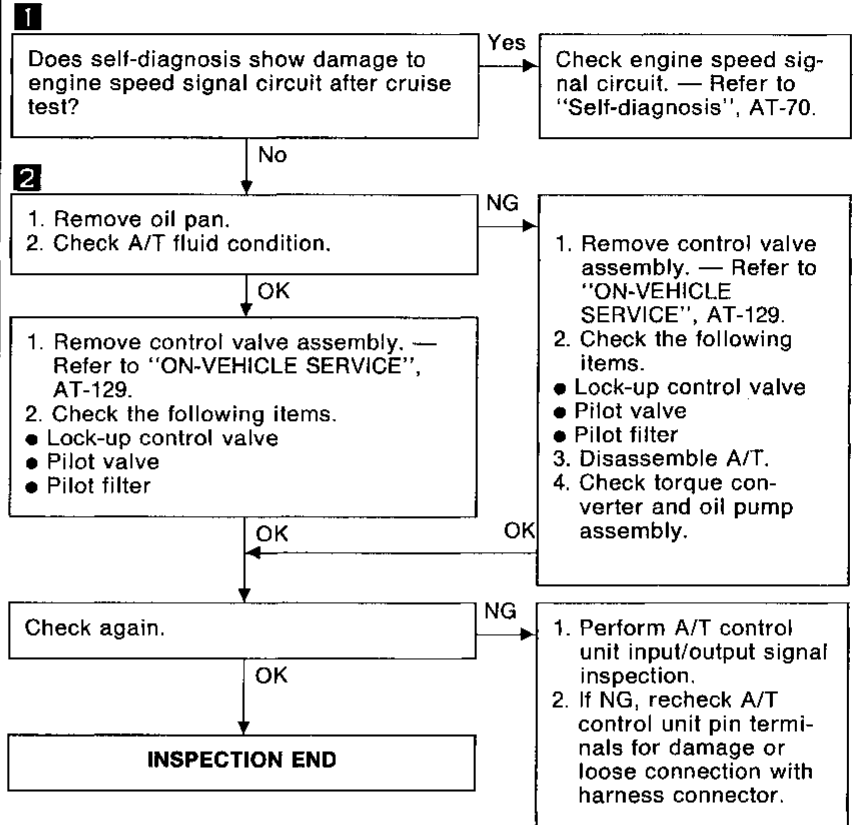 1
Does self-diagnosis show damage to
engine speed signal circuit after cruise
test?
Yes
Check engine speed sig-
nal circuit. — Refer to
"Self-diagnosis", AT-70.
No
2
1. Remove oil pan.
2. Check A/T fluid condition.
NG
1. Remove control valve
assembly. — Refer to
"ON-VEHICLE
SERVICE", AT-129.
2. Check the following
items.
● Lock-up control valve
● Pilot valve
● Pilot filter
3. Disassemble A/T.
4. Check torque con-
verter and oil pump
assembly.
OK
1. Remove control valve assembly. —
Refer to "ON-VEHICLE SERVICE",
AT-129.
2. Check the following items.
● Lock-up control valve
● Pilot valve
● Pilot filter
OK
OK
Check again.
NG
1. Perform A/T control
unit input/output signal
inspection.
2. If NG, recheck A/T
control unit pin termi-
nals for damage or
loose connection with
harness connector.
OK
INSPECTION END